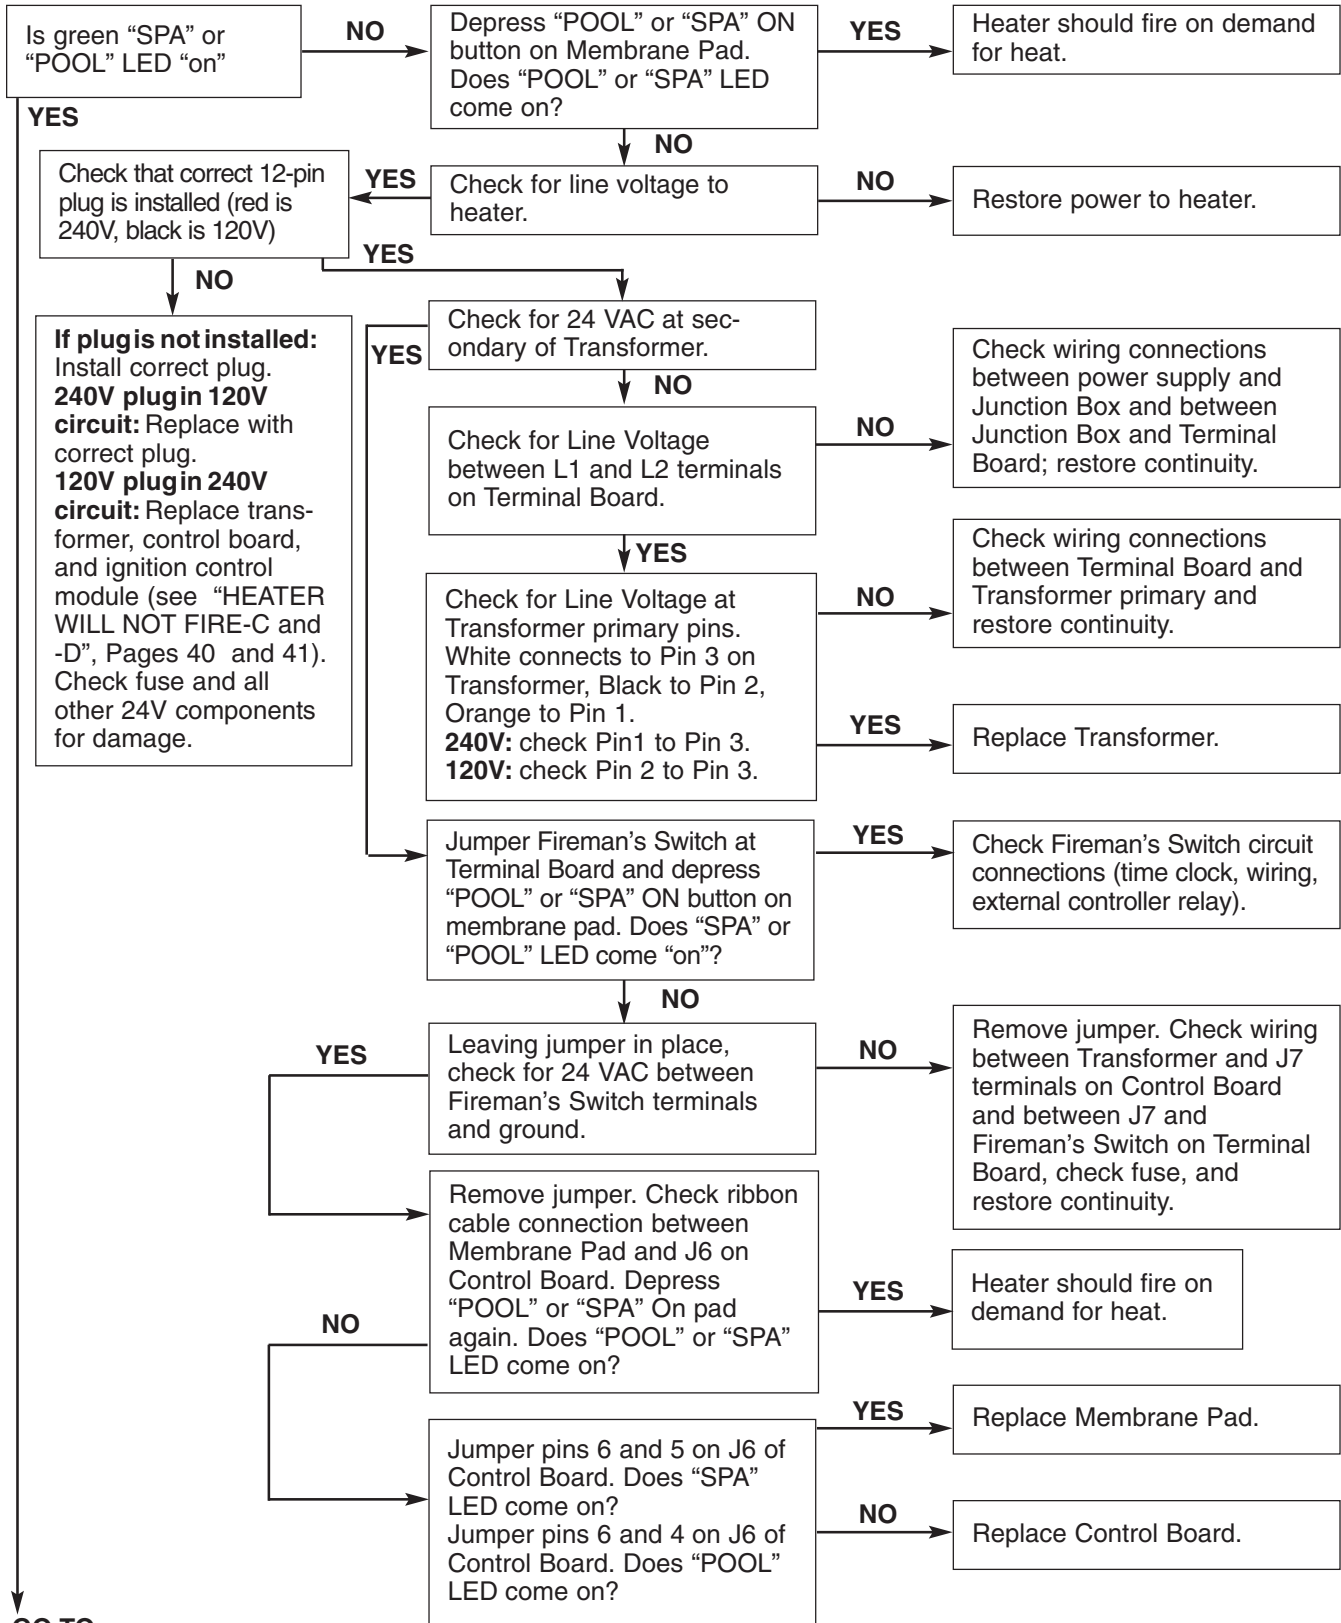 Is green “SPA” or
“POOL” LED “on”
NO
Depress “POOL” or “SPA” ON
button on Membrane Pad.
Does “POOL” or “SPA” LED
come on?
YES
Heater should fire on demand
for heat.
YES
NO
Check that correct 12-pin
plug is installed (red is
240V, black is 120V)
YES
Check for line voltage to
heater.
NO
Restore power to heater.
YES
NO
If plug is not installed:
Install correct plug.
240V plug in 120V
circuit: Replace with
correct plug.
120V plug in 240V
circuit: Replace trans-
former, control board,
and ignition control
module (see “HEATER
WILL NOT FIRE-C and
-D”, Pages 40 and 41).
Check fuse and all
other 24V components
for damage.
Check for 24 VAC at sec-
ondary of Transformer.
YES
NO
Check for Line Voltage
between L1 and L2 terminals
on Terminal Board.
NO
Check wiring connections
between power supply and
Junction Box and between
Junction Box and Terminal
Board; restore continuity.
YES
Check for Line Voltage at
Transformer primary pins.
White connects to Pin 3 on
Transformer, Black to Pin 2,
Orange to Pin 1.
240V: check Pin1 to Pin 3.
120V: check Pin 2 to Pin 3.
NO
Check wiring connections
between Terminal Board and
Transformer primary and
restore continuity.
YES
Replace Transformer.
Jumper Fireman’s Switch at
Terminal Board and depress
“POOL” or “SPA” ON button on
membrane pad. Does “SPA” or
“POOL” LED come “on”?
YES
Check Fireman’s Switch circuit
connections (time clock, wiring,
external controller relay).
NO
YES
Leaving jumper in place,
check for 24 VAC between
Fireman’s Switch terminals
and ground.
NO
Remove jumper. Check wiring
between Transformer and J7
terminals on Control Board
and between J7 and
Fireman’s Switch on Terminal
Board, check fuse, and
restore continuity.
Remove jumper. Check ribbon
cable connection between
Membrane Pad and J6 on
Control Board. Depress
“POOL” or “SPA” On pad
again. Does “POOL” or “SPA”
LED come on?
YES
Heater should fire on
demand for heat.
NO
Jumper pins 6 and 5 on J6 of
Control Board. Does “SPA”
LED come on?
Jumper pins 6 and 4 on J6 of
Control Board. Does “POOL”
LED come on?
YES
Replace Membrane Pad.
NO
Replace Control Board.
GO TO